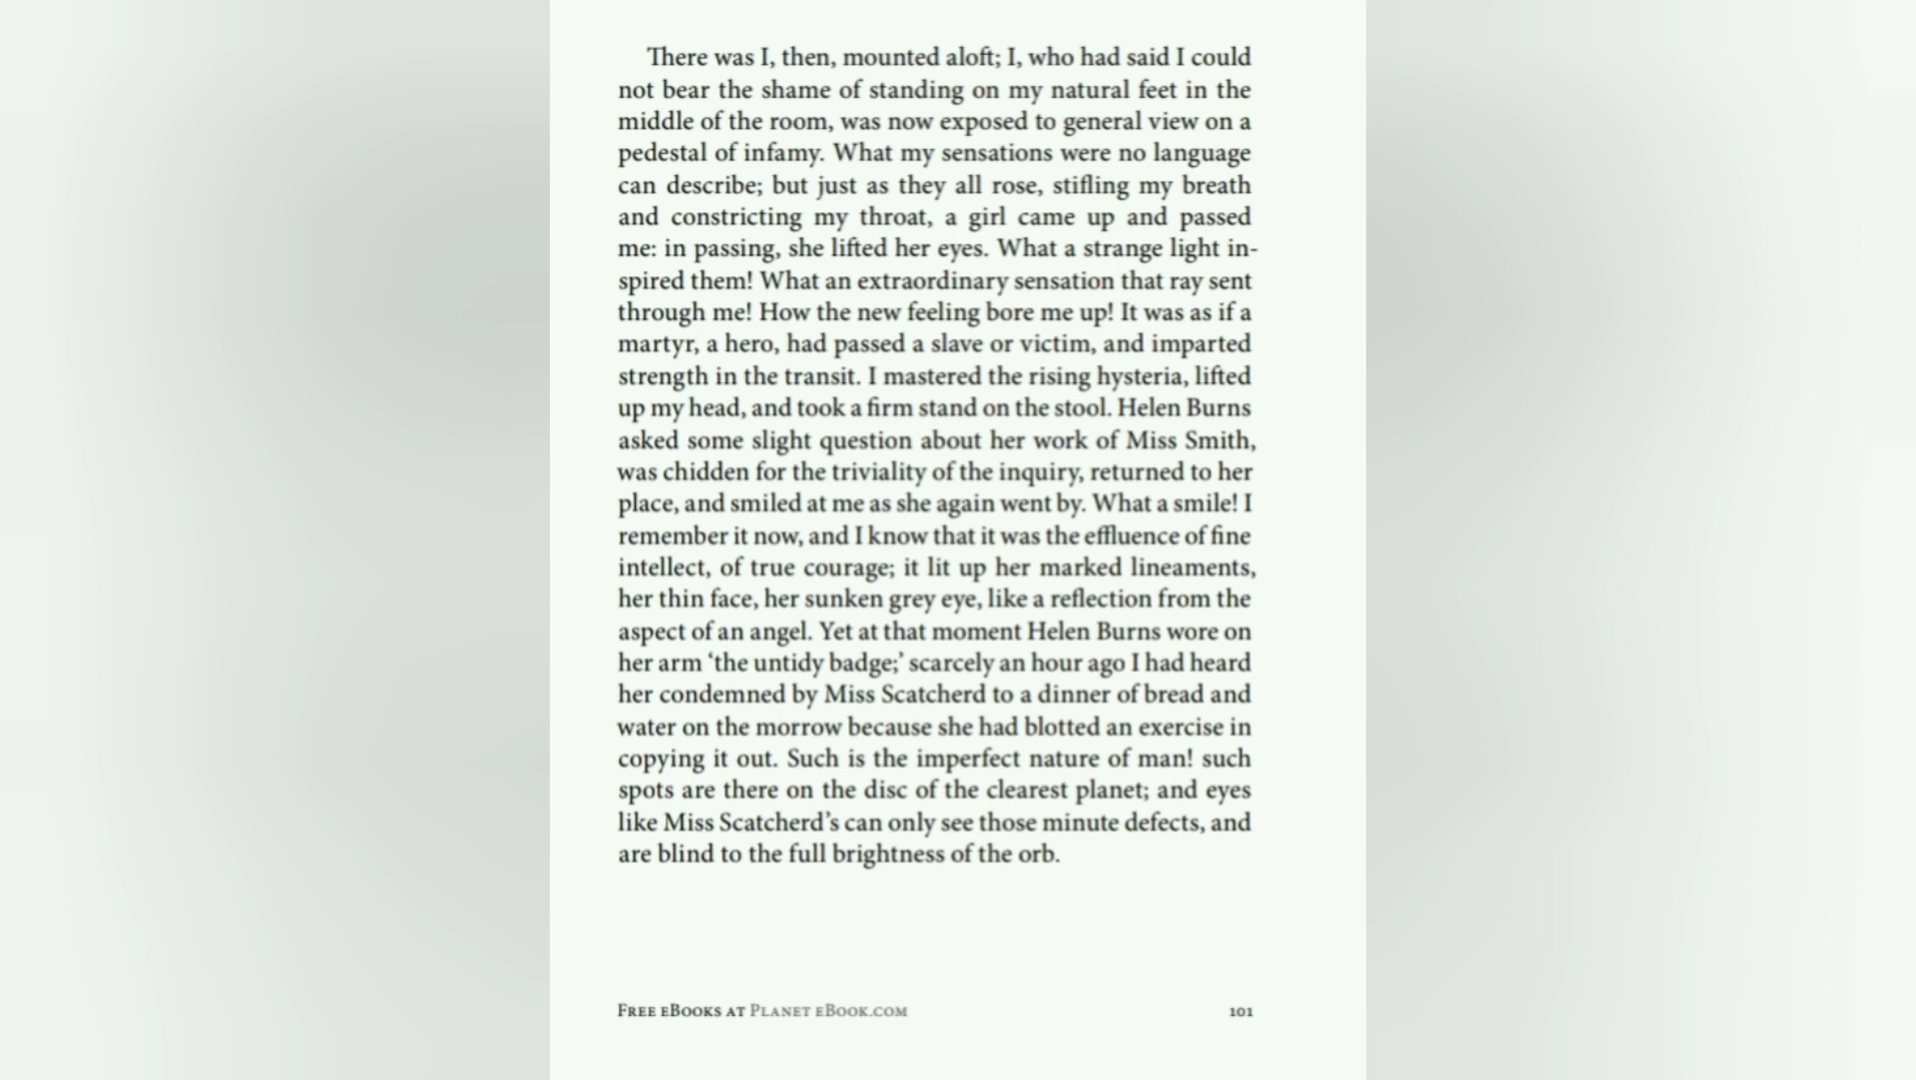 There was I, then, mounted aloft; I, who had said I could
not bear the shame of standing on my natural feet in the
middle of the room, was now exposed to general view on a
pedestal of infamy. What my sensations were no language
can describe; but just as they all rose, stifling my breath
and constricting my throat, a girl came up and passed
me: in passing, she lifted her eyes. What a strange light in-
spired them! What an extraordinary sensation that ray sent
through me! How the new feeling bore me up! It was as if a
martyr, a hero, had passed a slave or victim, and imparted
strength in the transit. I mastered the rising hysteria, lifted
up my head, and took a firm stand on the stool. Helen Burns
asked some slight question about her work of Miss Smith,
was chidden for the triviality of the inquiry, returned to her
place, and smiled at me as she again went by. What a smile! I
remember it now, and I know that it was the effluence of fine
intellect, of true courage; it lit up her marked lineaments,
her thin face, her sunken grey eye, like a reflection from the
aspect of an angel. Yet at that moment Helen Burns wore on
her arm ‘the untidy badge;’ scarcely an hour ago I had heard
her condemned by Miss Scatcherd to a dinner of bread and
water on the morrow because she had blotted an exercise in
copying it out. Such is the imperfect nature of man! such
spots are there on the disc of the clearest planet; and eyes
like Miss Scatcherd’s can only see those minute defects, and
are blind to the full brightness of the orb.
Free eBooks at Planet eBook.com 101